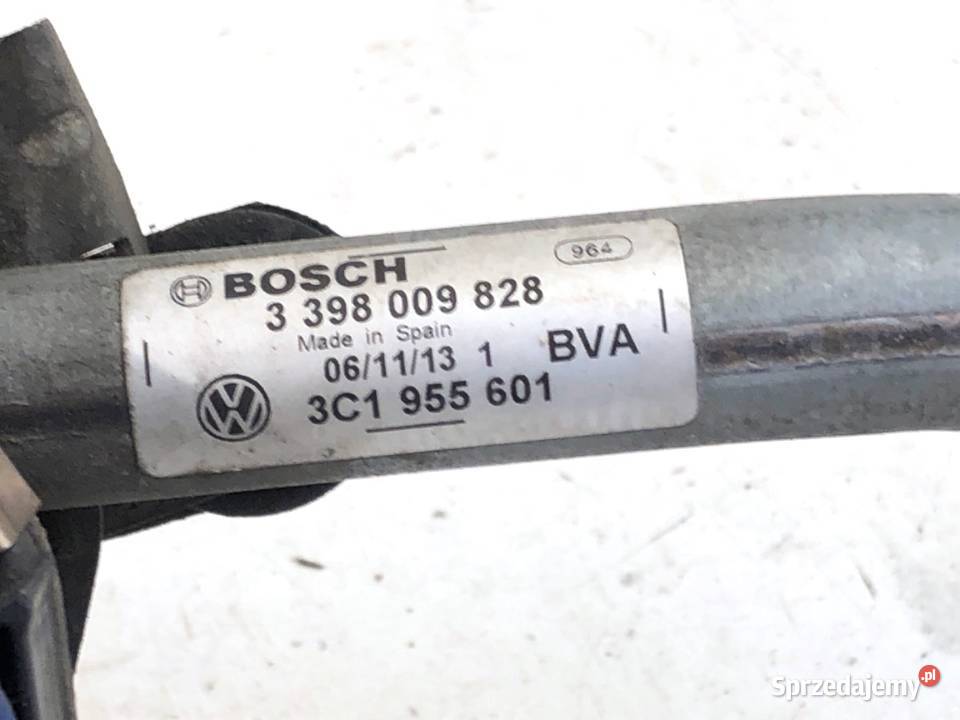 BOSCH
964
3 398 009 828
Made in Spain
06/11/13 1 BVA
3C1 955 601
Sprzedajemy.pl